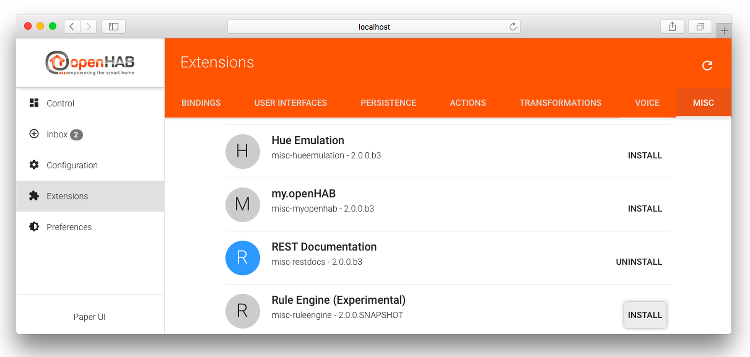 localhost
openHAB
empowering the smart home
Extensions
BINDINGS
USER INTERFACES
PERSISTENCE
ACTIONS
TRANSFORMATIONS
VOICE
MISC
Control
Inbox 2
Configuration
Extensions
Preferences
Paper UI
H
Hue Emulation
misc-hueemulation - 2.0.0.b3
INSTALL
M
my.openHAB
misc-myopenhab - 2.0.0.b3
INSTALL
R
REST Documentation
misc-restdocs - 2.0.0.b3
UNINSTALL
R
Rule Engine (Experimental)
misc-ruleengine - 2.0.0.SNAPSHOT
INSTALL